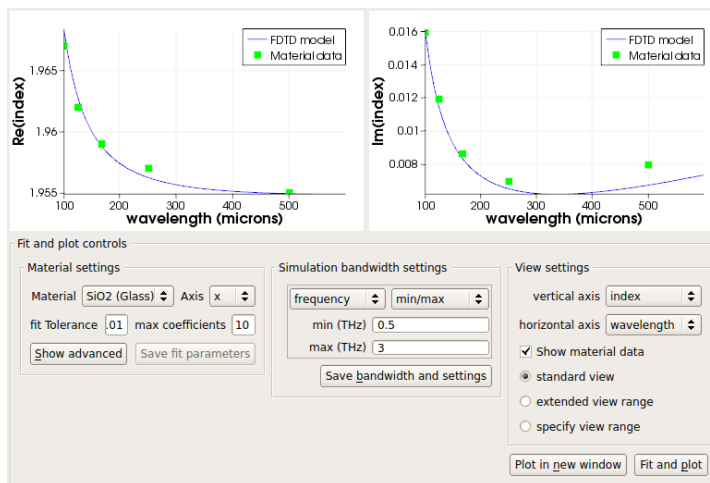 FDTD model
Material data
1.965
1.96
1.955
100 200 300 400 500
Re(index)
wavelength (microns)
FDTD model
Material data
0.016
0.014
0.012
0.01
0.008
100 200 300 400 500
Im(index)
wavelength (microns)
Fit and plot controls
Material settings
Material SiO2 (Glass) Axis x
fit Tolerance .01 max coefficients 10
Show advanced Save fit parameters
Simulation bandwidth settings
frequency min/max
min (THz) 0.5
max (THz) 3
Save bandwidth and settings
View settings
vertical axis index
horizontal axis wavelength
Show material data
standard view
extended view range
specify view range
Plot in new window Fit and plot